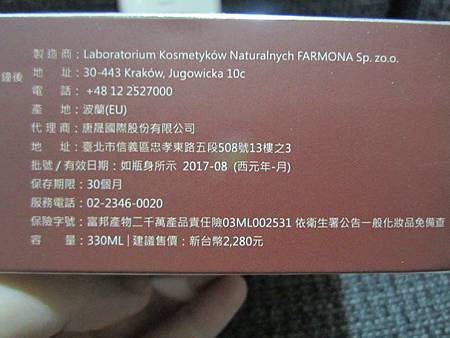 製 造 商：Laboratorium Kosmetyków Naturalnych FARMONA Sp. zo.o.
鐘後
地　　址：30-443 Kraków, Jugowicka 10c
電　　話： +48 12 2527000
產　　地：波蘭(EU)
代 理 商：唐晟國際股份有限公司
地　　址：臺北市信義區忠孝東路五段508號13樓之3
批號 / 有效日期：如瓶身所示 2017-08 (西元年-月)
保存期限：30個月
服務電話：02-2346-0020
保險字號：富邦產物二千萬產品責任險03ML002531 依衛生署公告一般化妝品免備查
容　　量：330ML | 建議售價：新台幣2,280元